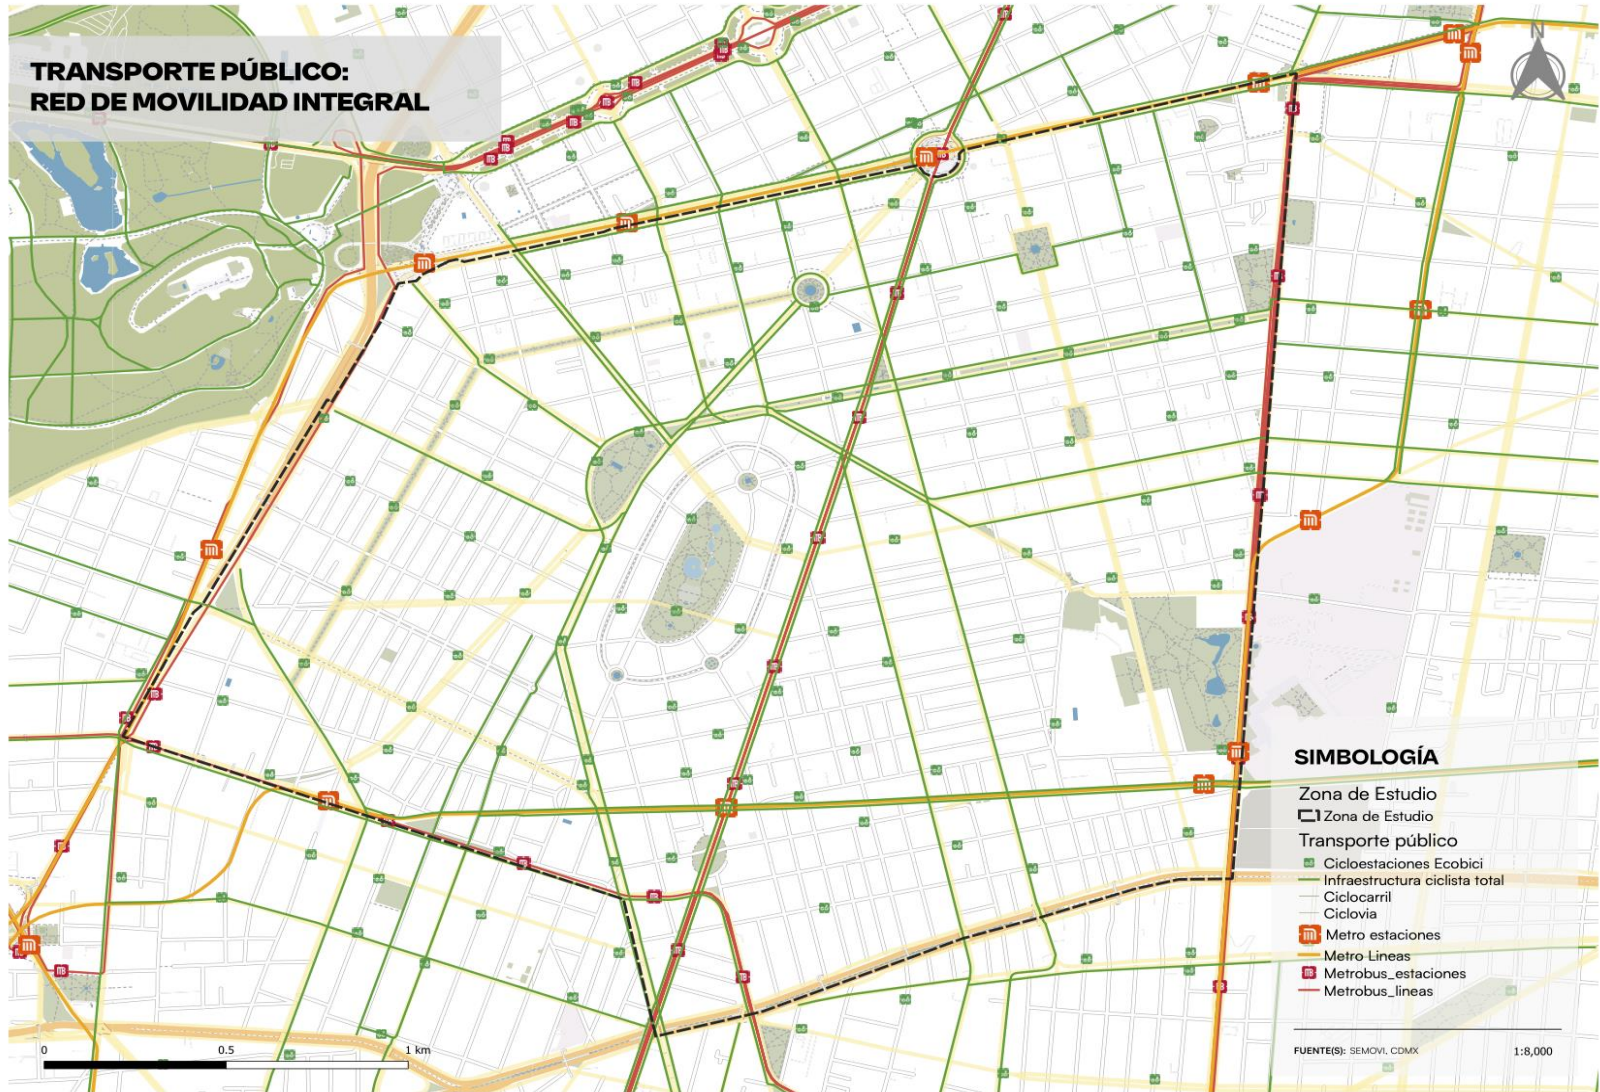 TRANSPORTE PÚBLICO:
RED DE MOVILIDAD INTEGRAL
N
SIMBOLOGÍA
Zona de Estudio
Zona de Estudio
Transporte público
Cicloestaciones Ecobici
Infraestructura ciclista total
Ciclocarril
Ciclovia
Metro estaciones
Metro Lineas
Metrobus_estaciones
Metrobus_lineas
FUENTE(S): SEMOVI, CDMX
1:8,000
0 0.5 1 km